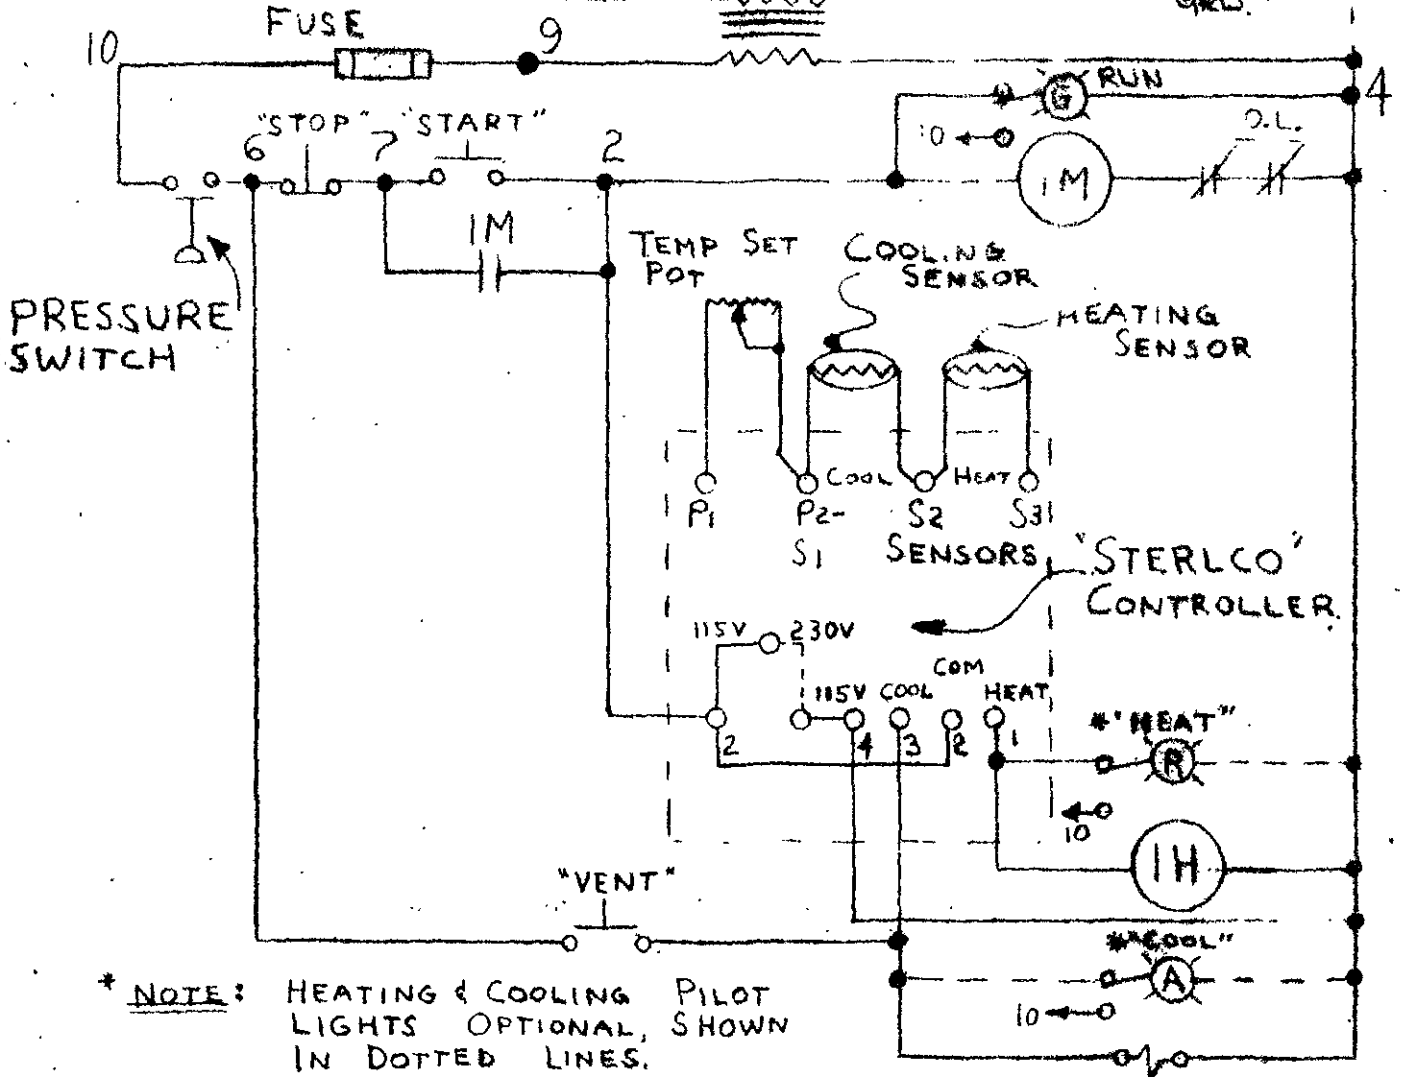 GRD.
FUSE
10
9
RUN
G
4
"STOP"
"START"
6
7
2
10
O.L.
1M
1M
TEMP SET
POT
COOLING
SENSOR
HEATING
SENSOR
PRESSURE
SWITCH
COOL
HEAT
P1
P2-
S2
S3
S1
SENSORS
"STERLCO"
CONTROLLER.
115V
230V
COM
115V
COOL
HEAT
2
4
3
2
1
*"HEAT"
R
10
1H
"VENT"
*"COOL"
A
10
* NOTE: HEATING & COOLING PILOT
LIGHTS OPTIONAL, SHOWN
IN DOTTED LINES.